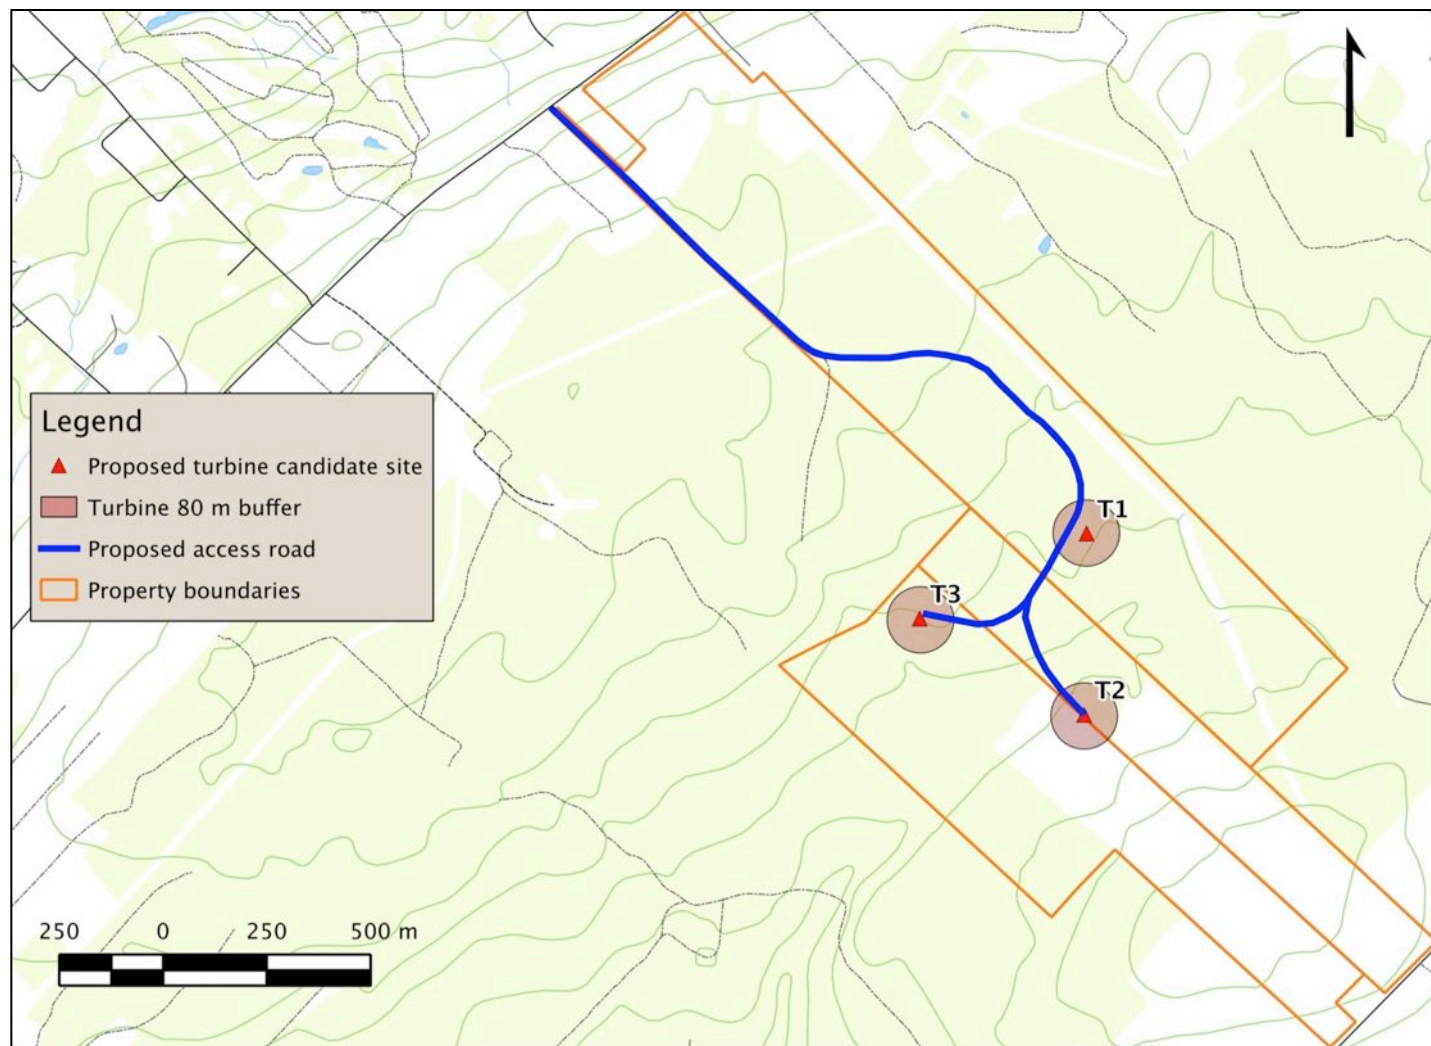 T1
T3
T2
Legend
Proposed turbine candidate site
Turbine 80 m buffer
Proposed access road
Property boundaries
250 0 250 500 m